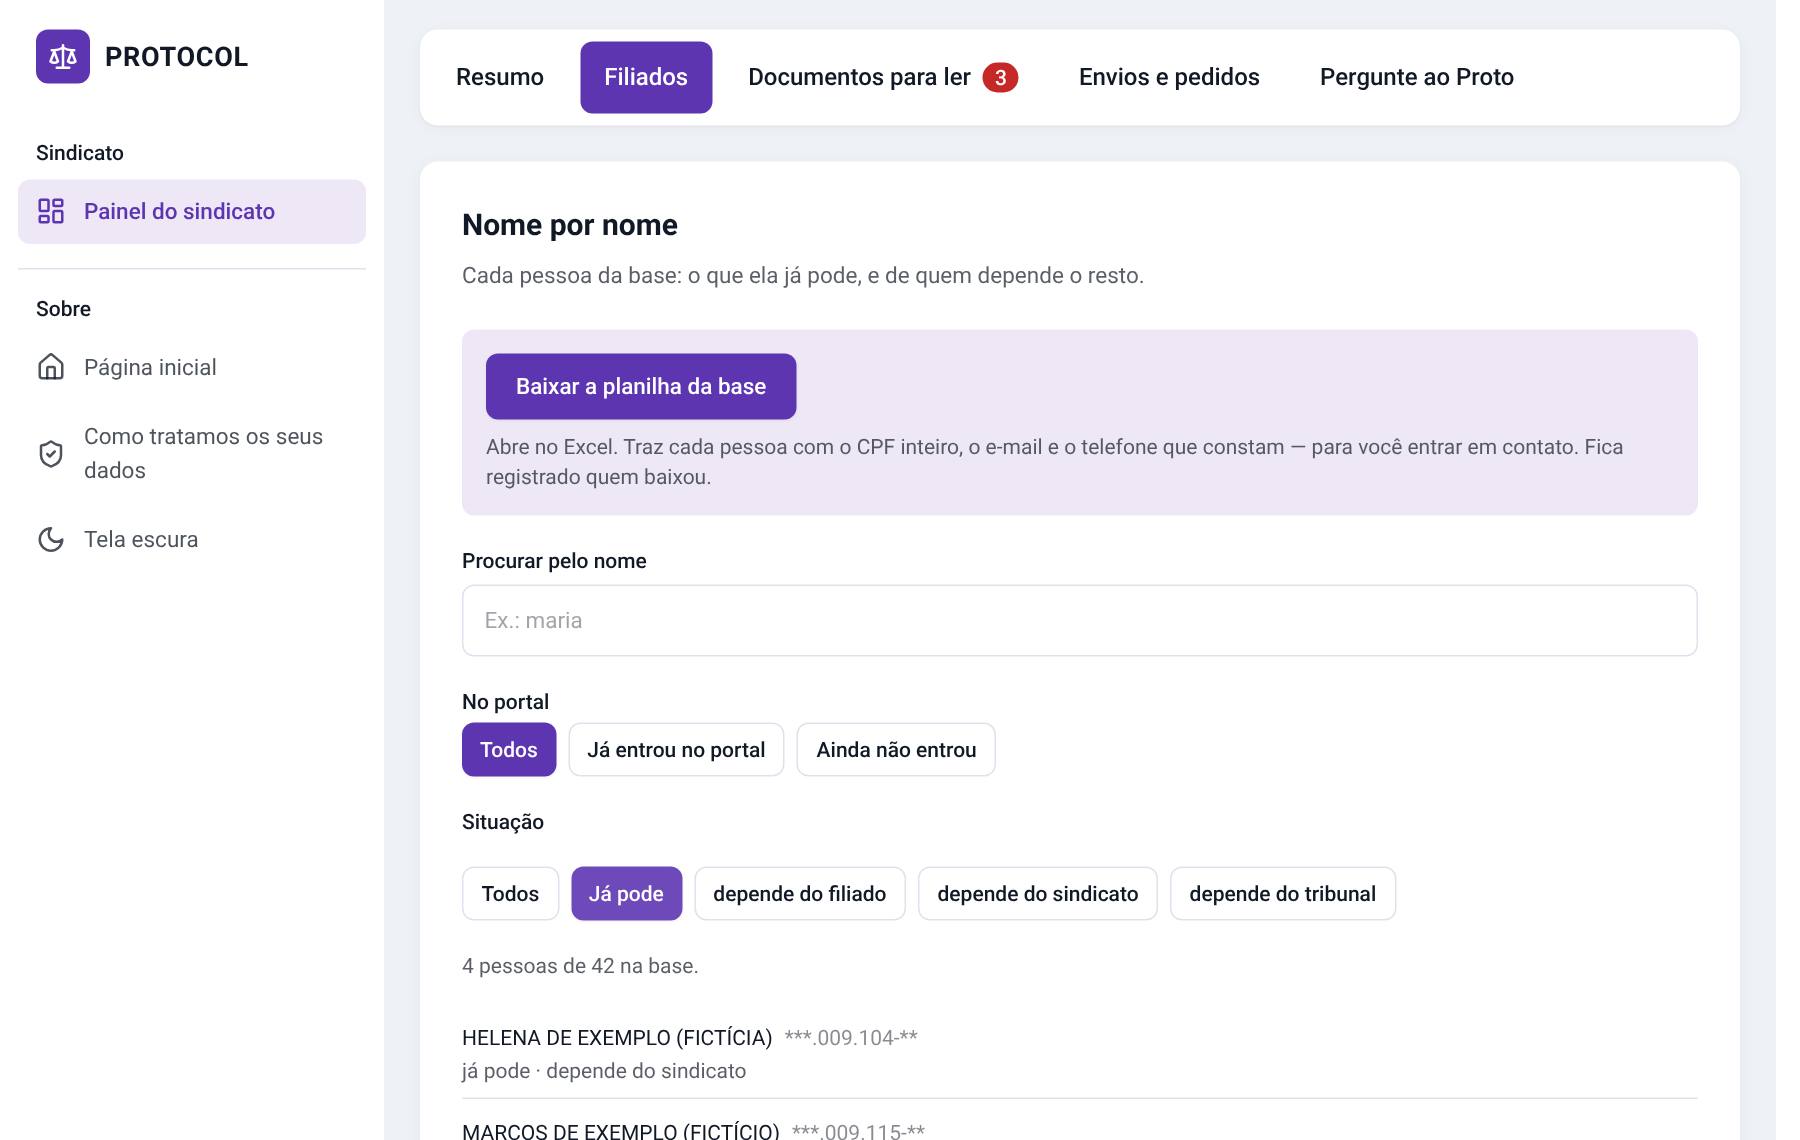 PROTOCOL
Sindicato
Painel do sindicato
Sobre
Página inicial
Como tratamos os seus
dados
Tela escura
Resumo
Filiados
Documentos para ler 3
Envios e pedidos
Pergunte ao Proto
Nome por nome
Cada pessoa da base: o que ela já pode, e de quem depende o resto.
Baixar a planilha da base
Abre no Excel. Traz cada pessoa com o CPF inteiro, o e-mail e o telefone que constam — para você entrar em contato. Fica
registrado quem baixou.
Procurar pelo nome
Ex.: maria
No portal
Todos
Já entrou no portal
Ainda não entrou
Situação
Todos
Já pode
depende do filiado
depende do sindicato
depende do tribunal
4 pessoas de 42 na base.
HELENA DE EXEMPLO (FICTÍCIA) ***.009.104-**
já pode · depende do sindicato
MARCOS DE EXEMPLO (FICTÍCIO) ***.009.115-**